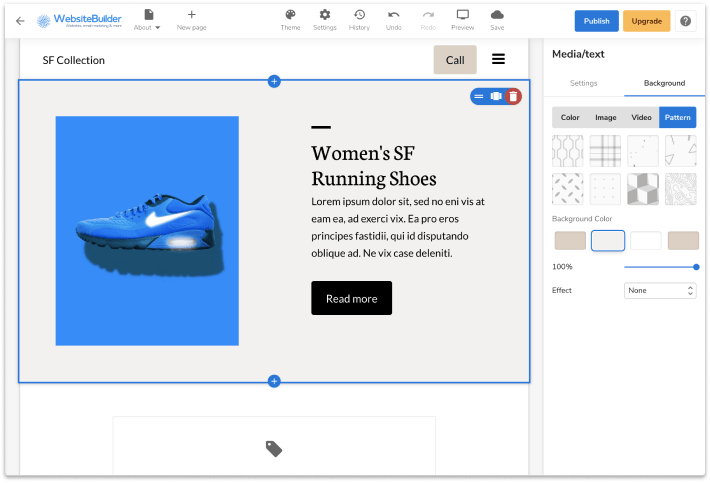 WebsiteBuilder
Websites, email marketing & more
About
New page
Theme
Settings
History
Undo
Redo
Preview
Save
Publish
Upgrade
SF Collection
Call
Women's SF
Running Shoes
Lorem ipsum dolor sit, sed no eni vis at
eam ea, ad exerci vix. Ea pro eros
principes fastidii, qui id disputando
oblique ad. Ne vix case deleniti.
Read more
Media/text
Settings
Background
Color
Image
Video
Pattern
Background Color
100%
Effect
None